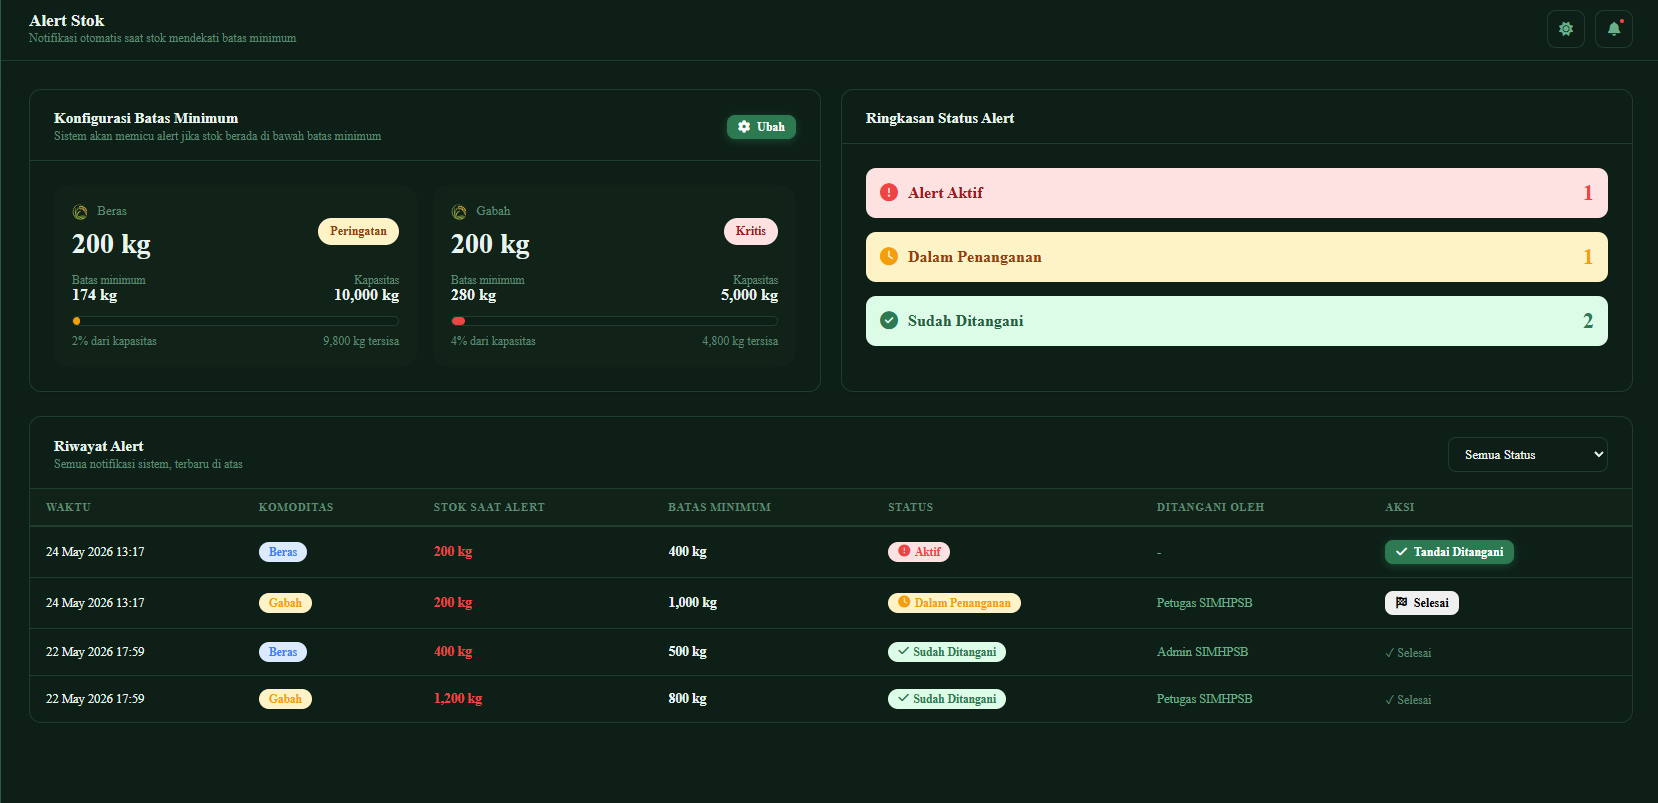 Alert Stok
Notifikasi otomatis saat stok mendekati batas minimum
Konfigurasi Batas Minimum
Sistem akan memicu alert jika stok berada di bawah batas minimum
Ubah
Beras
200 kg
Peringatan
Batas minimum
Kapasitas
174 kg
10,000 kg
2% dari kapasitas
9,800 kg tersisa
Gabah
200 kg
Kritis
Batas minimum
Kapasitas
280 kg
5,000 kg
4% dari kapasitas
4,800 kg tersisa
Ringkasan Status Alert
Alert Aktif 1
Dalam Penanganan 1
Sudah Ditangani 2
Riwayat Alert
Semua notifikasi sistem, terbaru di atas
Semua Status
WAKTU KOMODITAS STOK SAAT ALERT BATAS MINIMUM STATUS DITANGANI OLEH AKSI
24 May 2026 13:17 Beras 200 kg 400 kg Aktif - Tandai Ditangani
24 May 2026 13:17 Gabah 200 kg 1,000 kg Dalam Penanganan Petugas SIMHPSB Selesai
22 May 2026 17:59 Beras 400 kg 500 kg Sudah Ditangani Admin SIMHPSB ✓ Selesai
22 May 2026 17:59 Gabah 1,200 kg 800 kg Sudah Ditangani Petugas SIMHPSB ✓ Selesai